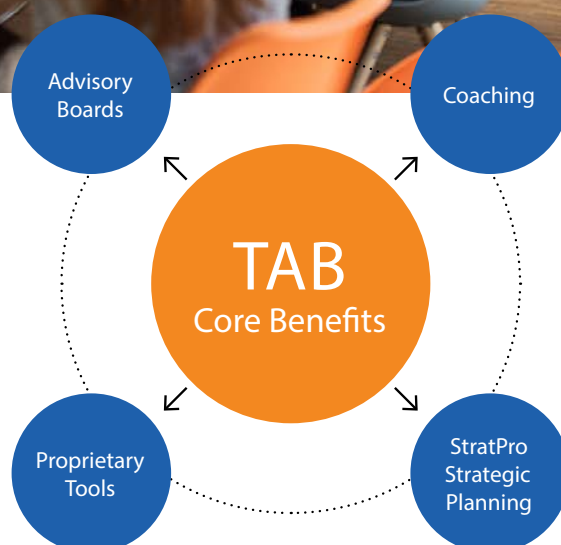 Advisory
Boards
Coaching
TAB
Core Benefits
Proprietary
Tools
StratPro
Strategic
Planning